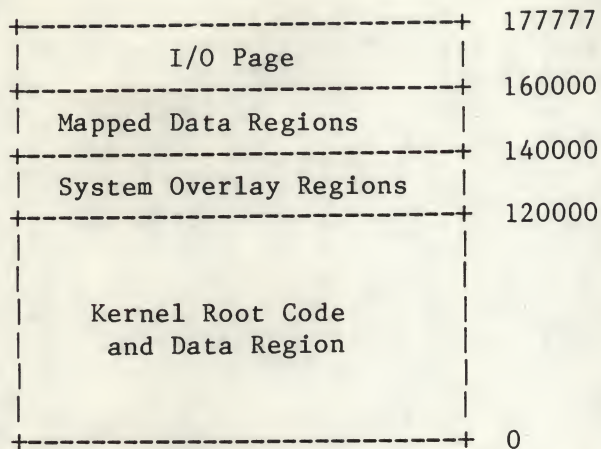 177777
I/O Page
160000
Mapped Data Regions
140000
System Overlay Regions
120000
Kernel Root Code
and Data Region
0